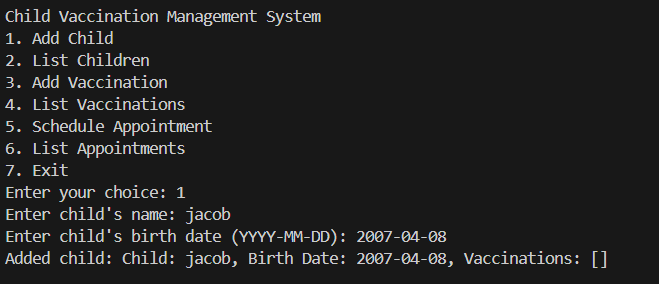 Child Vaccination Management System
1. Add Child
2. List Children
3. Add Vaccination
4. List Vaccinations
5. Schedule Appointment
6. List Appointments
7. Exit
Enter your choice: 1
Enter child's name: jacob
Enter child's birth date (YYYY-MM-DD): 2007-04-08
Added child: Child: jacob, Birth Date: 2007-04-08, Vaccinations: []